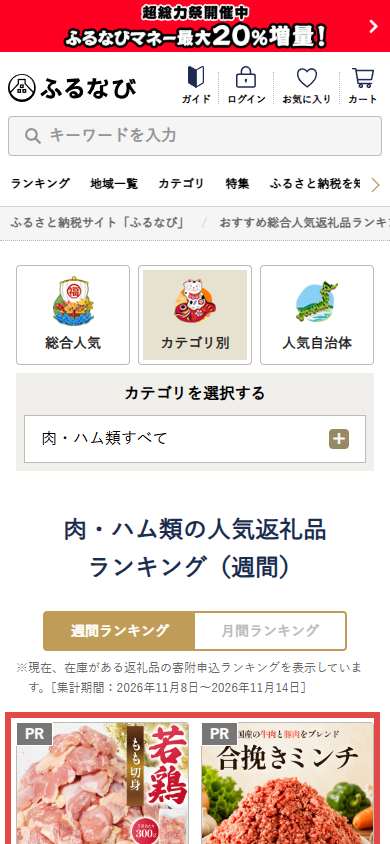 超総力祭開催中
ふるなびマネー最大20%増量!
ふるなび
ガイド
ログイン
お気に入り
カート
キーワードを入力
ランキング
地域一覧
カテゴリ
特集
ふるさと納税を知
ふるさと納税サイト「ふるなび」
/
おすすめ総合人気返礼品ランキ
福
総合人気
カテゴリ別
人気自治体
カテゴリを選択する
肉・ハム類すべて
肉・ハム類の人気返礼品
ランキング（週間）
週間ランキング
月間ランキング
※現在、在庫がある返礼品の寄附申込ランキングを表示していま
す。［集計期間：2026年11月8日～2026年11月14日］
PR
若鶏
もも切身
300g
PR
国産の牛肉と豚肉をブレンド
合挽きミンチ